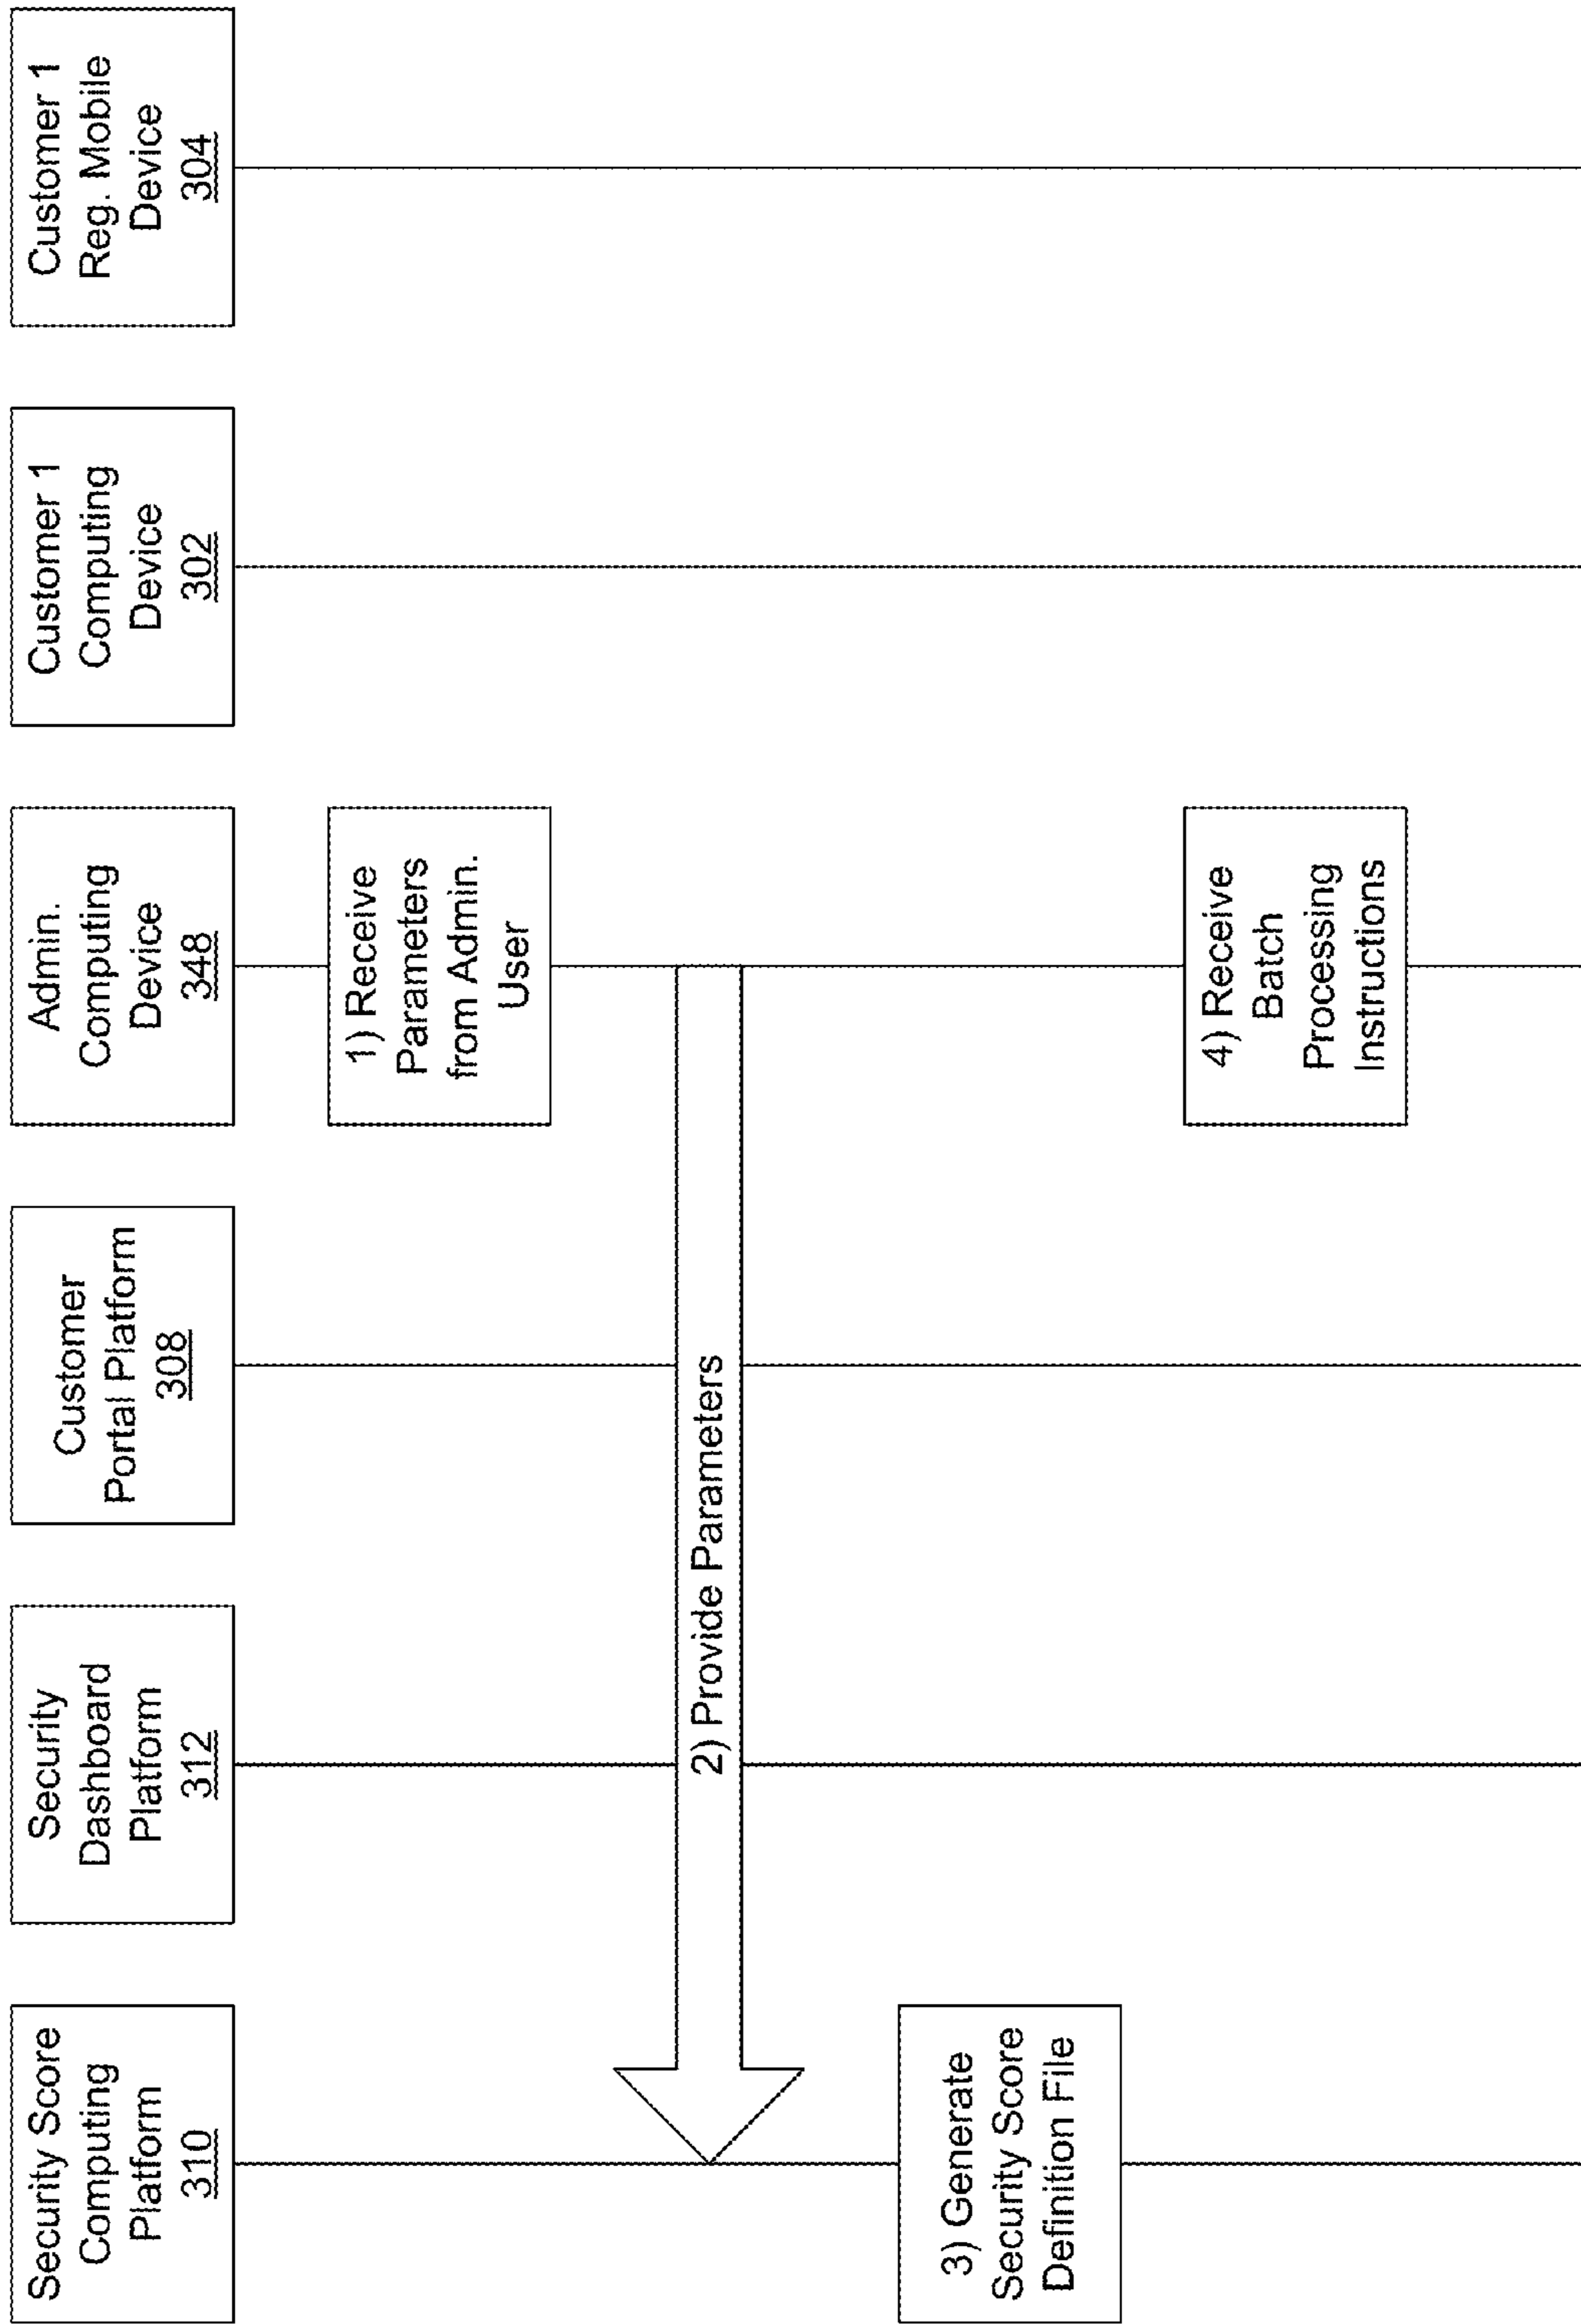 Security Score
Computing
Platform
310
Security
Dashboard
Platform
312
Customer
Portal Platform
308
Admin.
Computing
Device
348
Customer 1
Computing
Device
302
Customer 1
Reg. Mobile
Device
304
1) Receive
Parameters
from Admin.
User
2) Provide Parameters
3) Generate
Security Score
Definition File
4) Receive
Batch
Processing
Instructions